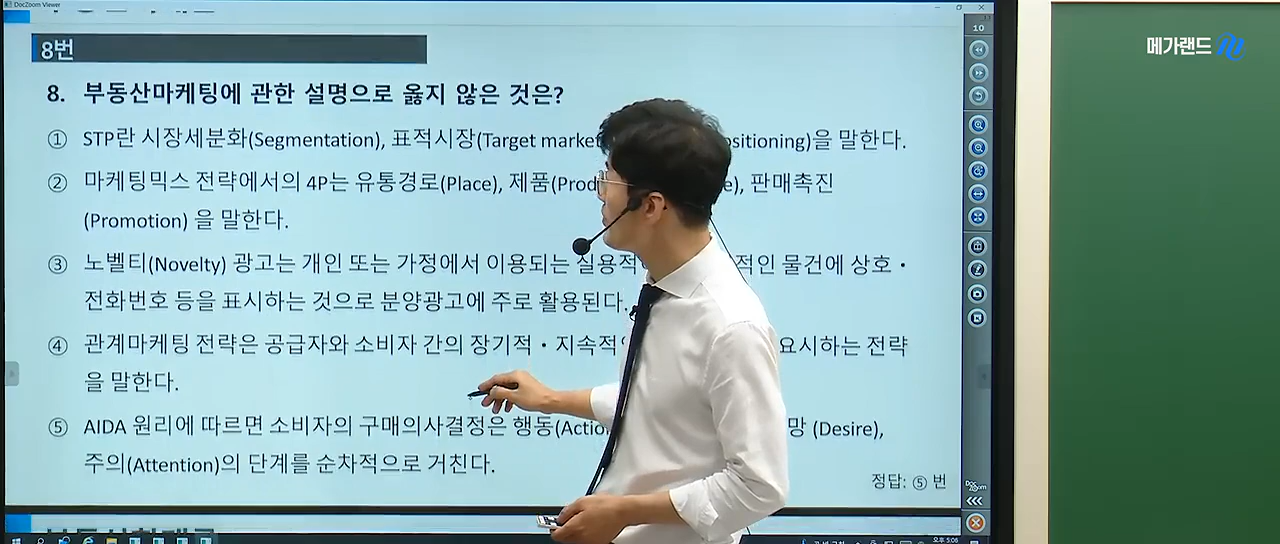 DocZoom Viewer
메가랜드
10
8번
8. 부동산마케팅에 관한 설명으로 옳지 않은 것은?
① STP란 시장세분화(Segmentation), 표적시장(Target market sitioning)을 말한다.
② 마케팅믹스 전략에서의 4P는 유통경로(Place), 제품(Prod e), 판매촉진
(Promotion) 을 말한다.
③ 노벨티(Novelty) 광고는 개인 또는 가정에서 이용되는 실용적 적인 물건에 상호・
전화번호 등을 표시하는 것으로 분양광고에 주로 활용된다.
④ 관계마케팅 전략은 공급자와 소비자 간의 장기적・지속적 요시하는 전략
을 말한다.
⑤ AIDA 원리에 따르면 소비자의 구매의사결정은 행동(Actio 망 (Desire),
주의(Attention)의 단계를 순차적으로 거친다.
정답: ⑤ 번
오후 5:06